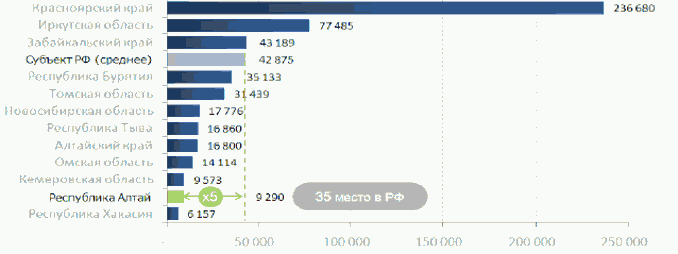 Красноярский край 236 680
Иркутская область 77 485
Забайкальский край 43 189
Субъект РФ (среднее) 42 875
Республика Бурятия 35 133
Томская область 31 439
Новосибирская область 17 776
Республика Тыва 16 860
Алтайский край 16 800
Омская область 14 114
Кемеровская область 9 573
Республика Алтай x5 9 290 35 место в РФ
Республика Хакасия 6 157
- 50 000 100 000 150 000 200 000 250 000